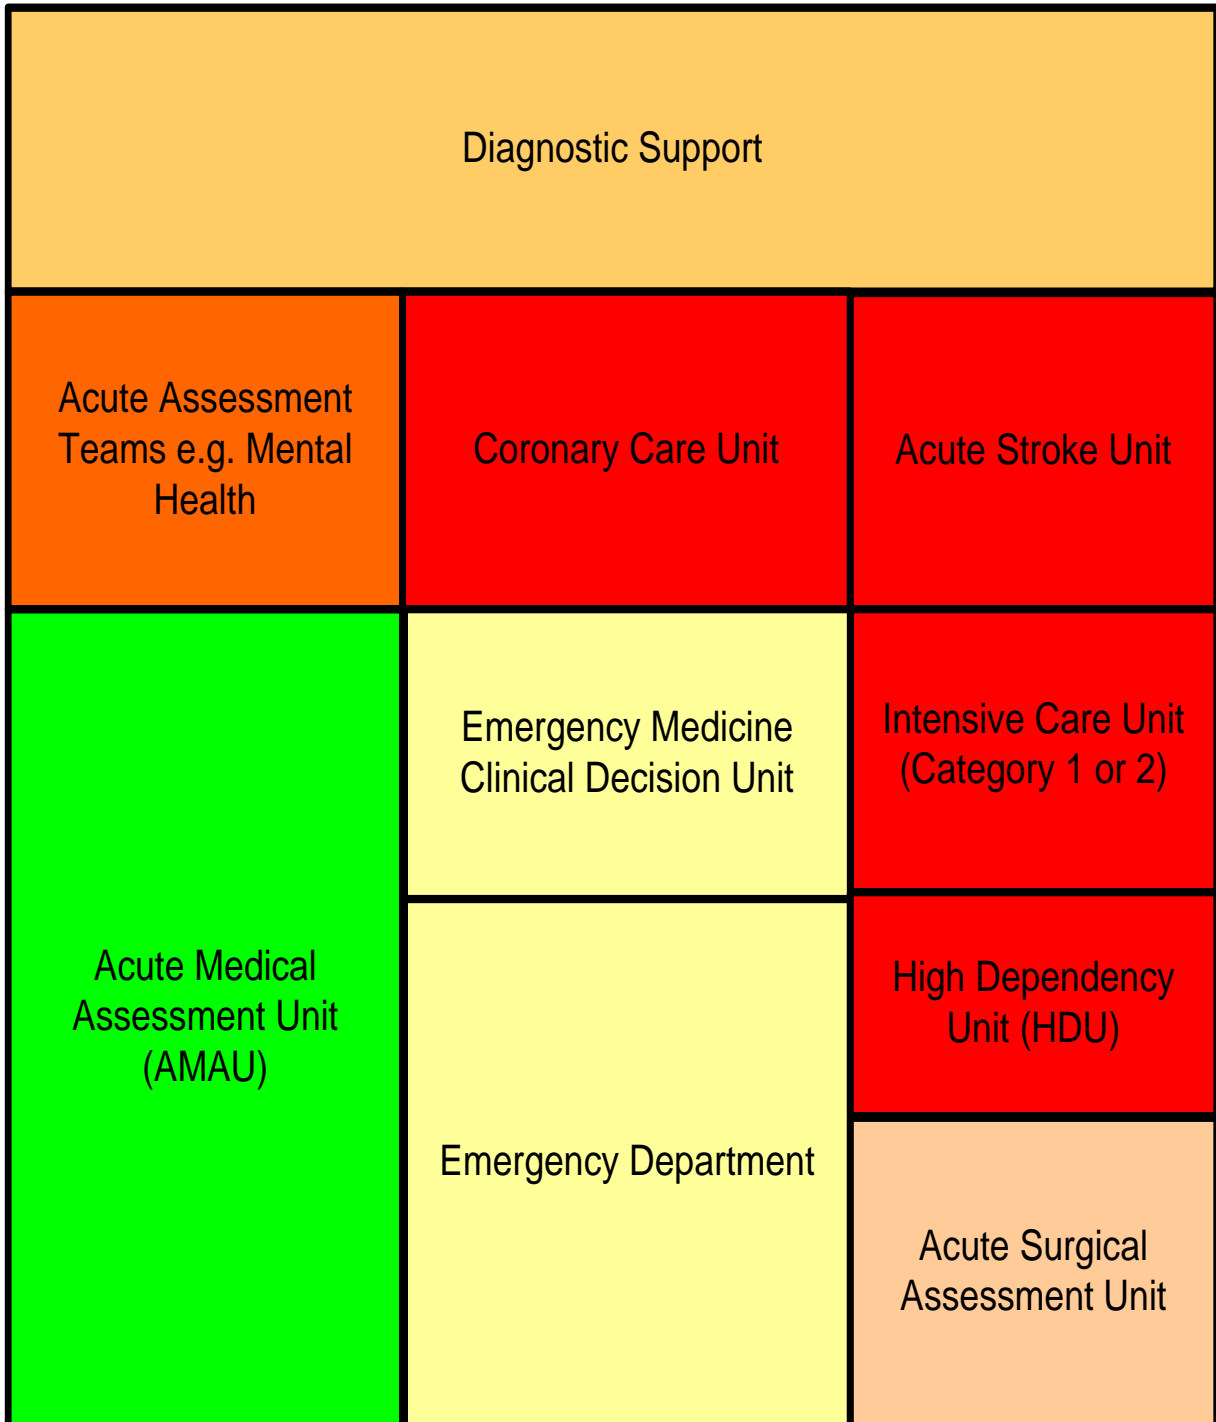 Diagnostic Support
Acute Assessment
Teams e.g. Mental
Health
Coronary Care Unit
Acute Stroke Unit
Emergency Medicine
Clinical Decision Unit
Intensive Care Unit
(Category 1 or 2)
Acute Medical
Assessment Unit
(AMAU)
High Dependency
Unit (HDU)
Emergency Department
Acute Surgical
Assessment Unit